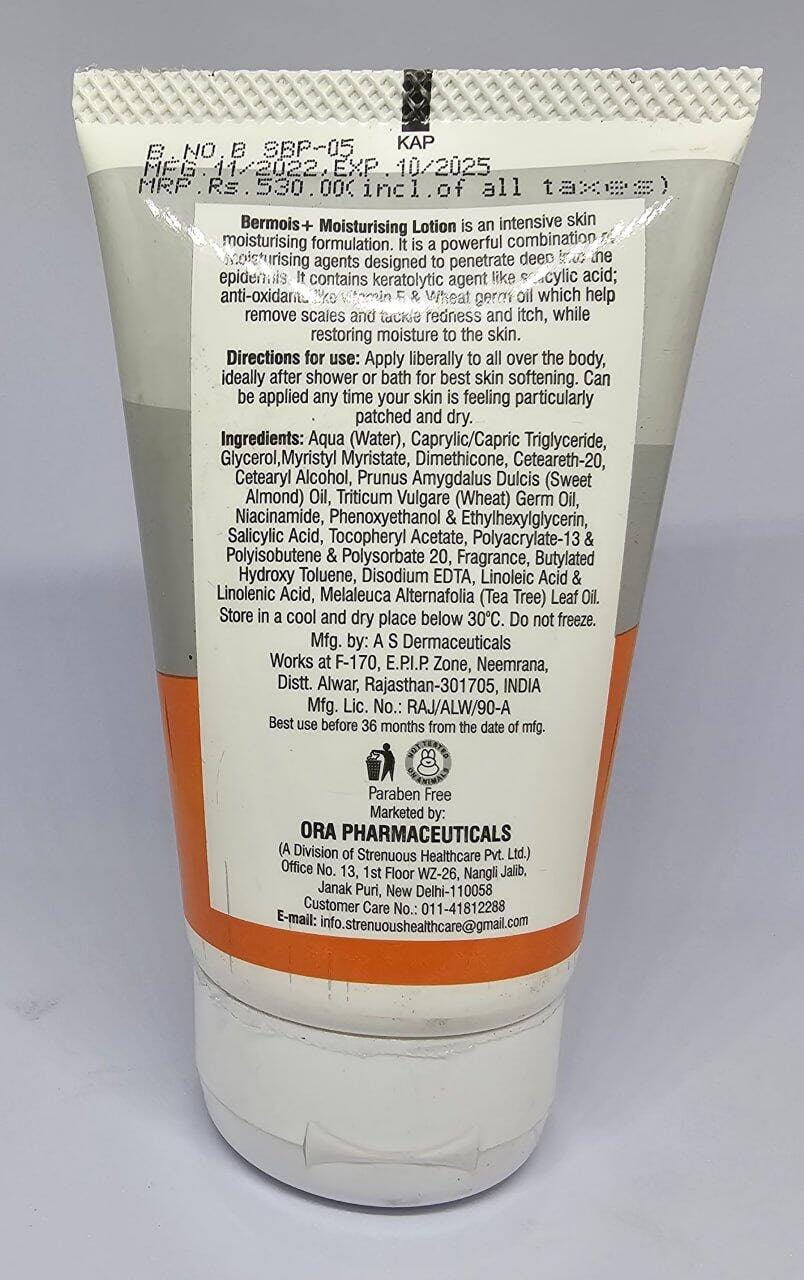 KAP
B.NO.B SBP-05
MFG.11/2022,EXP.10/2025
MRP.Rs.530.00(incl.of all taxes)
Bermois+ Moisturising Lotion is an intensive skin
moisturising formulation. It is a powerful combination of
moisturising agents designed to penetrate deep into the
epidermis. It contains keratolytic agent like salicylic acid;
anti-oxidants like vitamin E & Wheat germ oil which help
remove scales and tackle redness and itch, while
restoring moisture to the skin.
Directions for use: Apply liberally to all over the body,
ideally after shower or bath for best skin softening. Can
be applied any time your skin is feeling particularly
patched and dry.
Ingredients: Aqua (Water), Caprylic/Capric Triglyceride,
Glycerol,Myristyl Myristate, Dimethicone, Ceteareth-20,
Cetearyl Alcohol, Prunus Amygdalus Dulcis (Sweet
Almond) Oil, Triticum Vulgare (Wheat) Germ Oil,
Niacinamide, Phenoxyethanol & Ethylhexylglycerin,
Salicylic Acid, Tocopheryl Acetate, Polyacrylate-13 &
Polyisobutene & Polysorbate 20, Fragrance, Butylated
Hydroxy Toluene, Disodium EDTA, Linoleic Acid &
Linolenic Acid, Melaleuca Alternafolia (Tea Tree) Leaf Oil.
Store in a cool and dry place below 30°C. Do not freeze.
Mfg. by: A S Dermaceuticals
Works at F-170, E.P.I.P. Zone, Neemrana,
Distt. Alwar, Rajasthan-301705, INDIA
Mfg. Lic. No.: RAJ/ALW/90-A
Best use before 36 months from the date of mfg.
NOT TESTED ON ANIMALS
Paraben Free
Marketed by:
ORA PHARMACEUTICALS
(A Division of Strenuous Healthcare Pvt. Ltd.)
Office No. 13, 1st Floor WZ-26, Nangli Jalib,
Janak Puri, New Delhi-110058
Customer Care No.: 011-41812288
E-mail: info.strenuoushealthcare@gmail.com